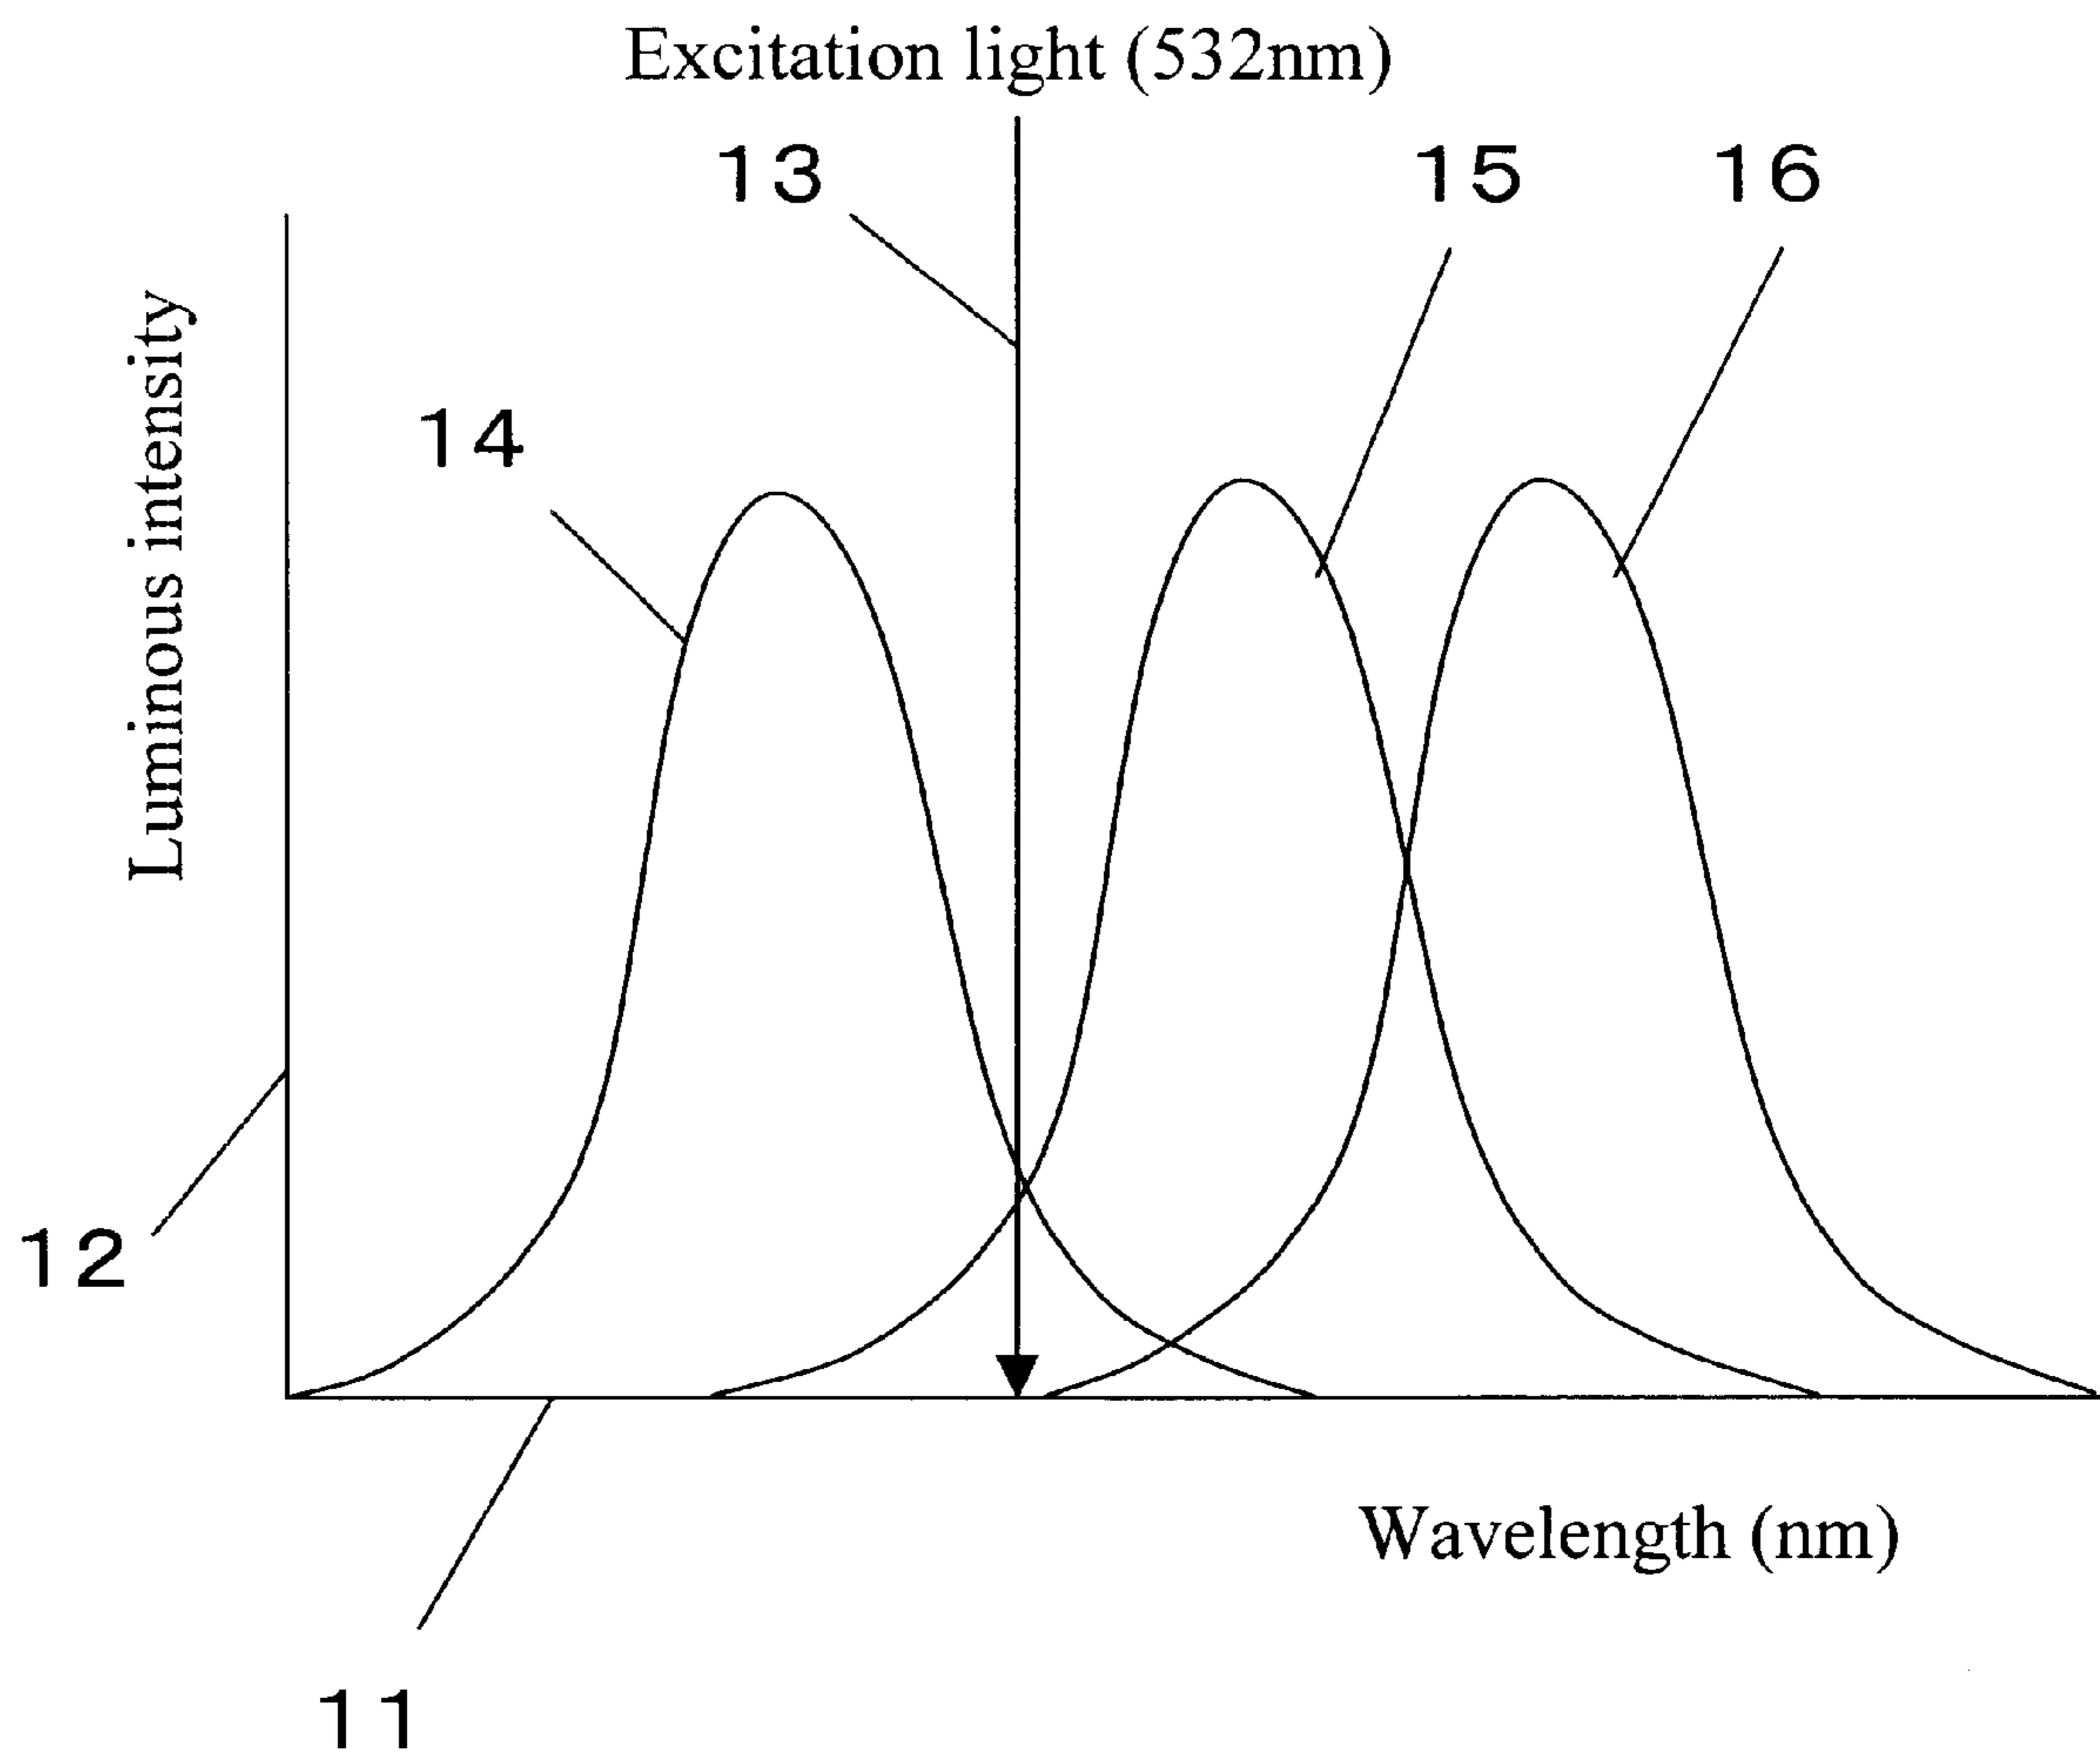 Excitation light (532nm)
13
15
16
14
Luminous intensity
12
Wavelength (nm)
11